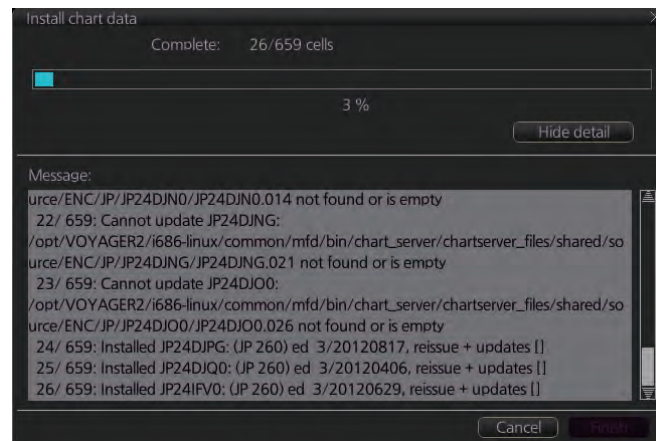 Install chart data
Complete: 26/659 cells
3 %
Hide detail
Message:
urce/ENC/JP/JP24DJN0/JP24DJN0.014 not found or is empty
22/ 659: Cannot update JP24DJNG:
/opt/VOYAGER2/i686-linux/common/mfd/bin/chart_server/chartserver_files/shared/so
urce/ENC/JP/JP24DJNG/JP24DJNG.021 not found or is empty
23/ 659: Cannot update JP24DJO0:
/opt/VOYAGER2/i686-linux/common/mfd/bin/chart_server/chartserver_files/shared/so
urce/ENC/JP/JP24DJO0/JP24DJO0.026 not found or is empty
24/ 659: Installed JP24DJPG: (JP 260) ed 3/20120817, reissue + updates []
25/ 659: Installed JP24DJQ0: (JP 260) ed 3/20120406, reissue + updates []
26/ 659: Installed JP24IFV0: (JP 260) ed 3/20120629, reissue + updates []
Cancel Finish